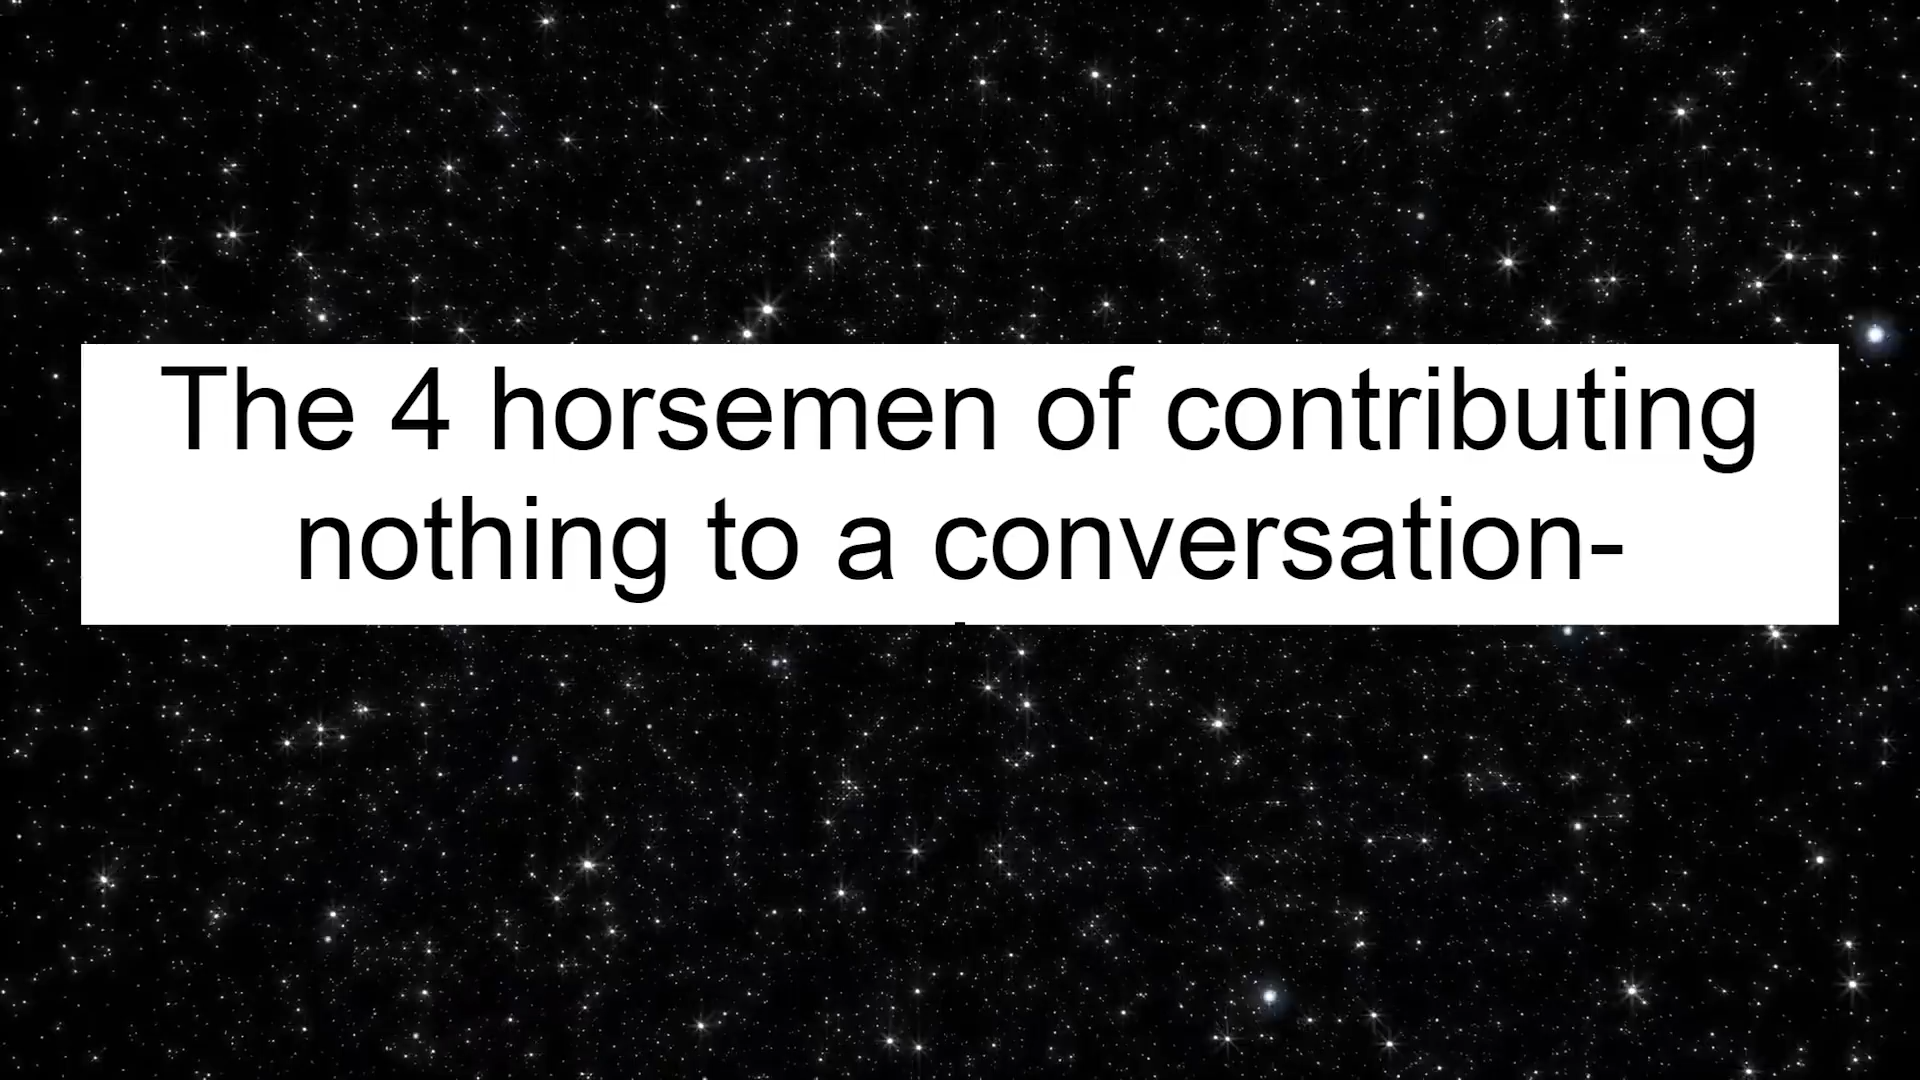 The 4 horsemen of contributing
nothing to a conversation-